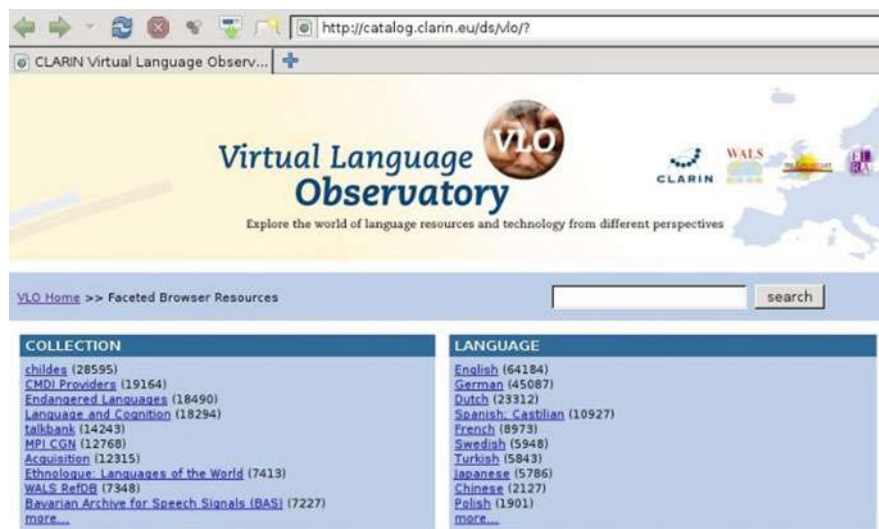 http://catalog.clarin.eu/ds/vlo/?
CLARIN Virtual Language Observ...
Virtual Language
Observatory
VLO
CLARIN
WALS
Explore the world of language resources and technology from different perspectives
VLO Home >> Faceted Browser Resources
search
COLLECTION
childes (28595)
CMDI Providers (19164)
Endangered Languages (18490)
Language and Cognition (18294)
talkbank (14243)
MPI CGN (12768)
Acquisition (12315)
Ethnologue: Languages of the World (7413)
WALS RefDB (7348)
Bavarian Archive for Speech Signals (BAS) (7227)
more...
LANGUAGE
English (64184)
German (45087)
Dutch (23312)
Spanish; Castilian (10927)
French (8973)
Swedish (5948)
Turkish (5843)
Japanese (5786)
Chinese (2127)
Polish (1901)
more...